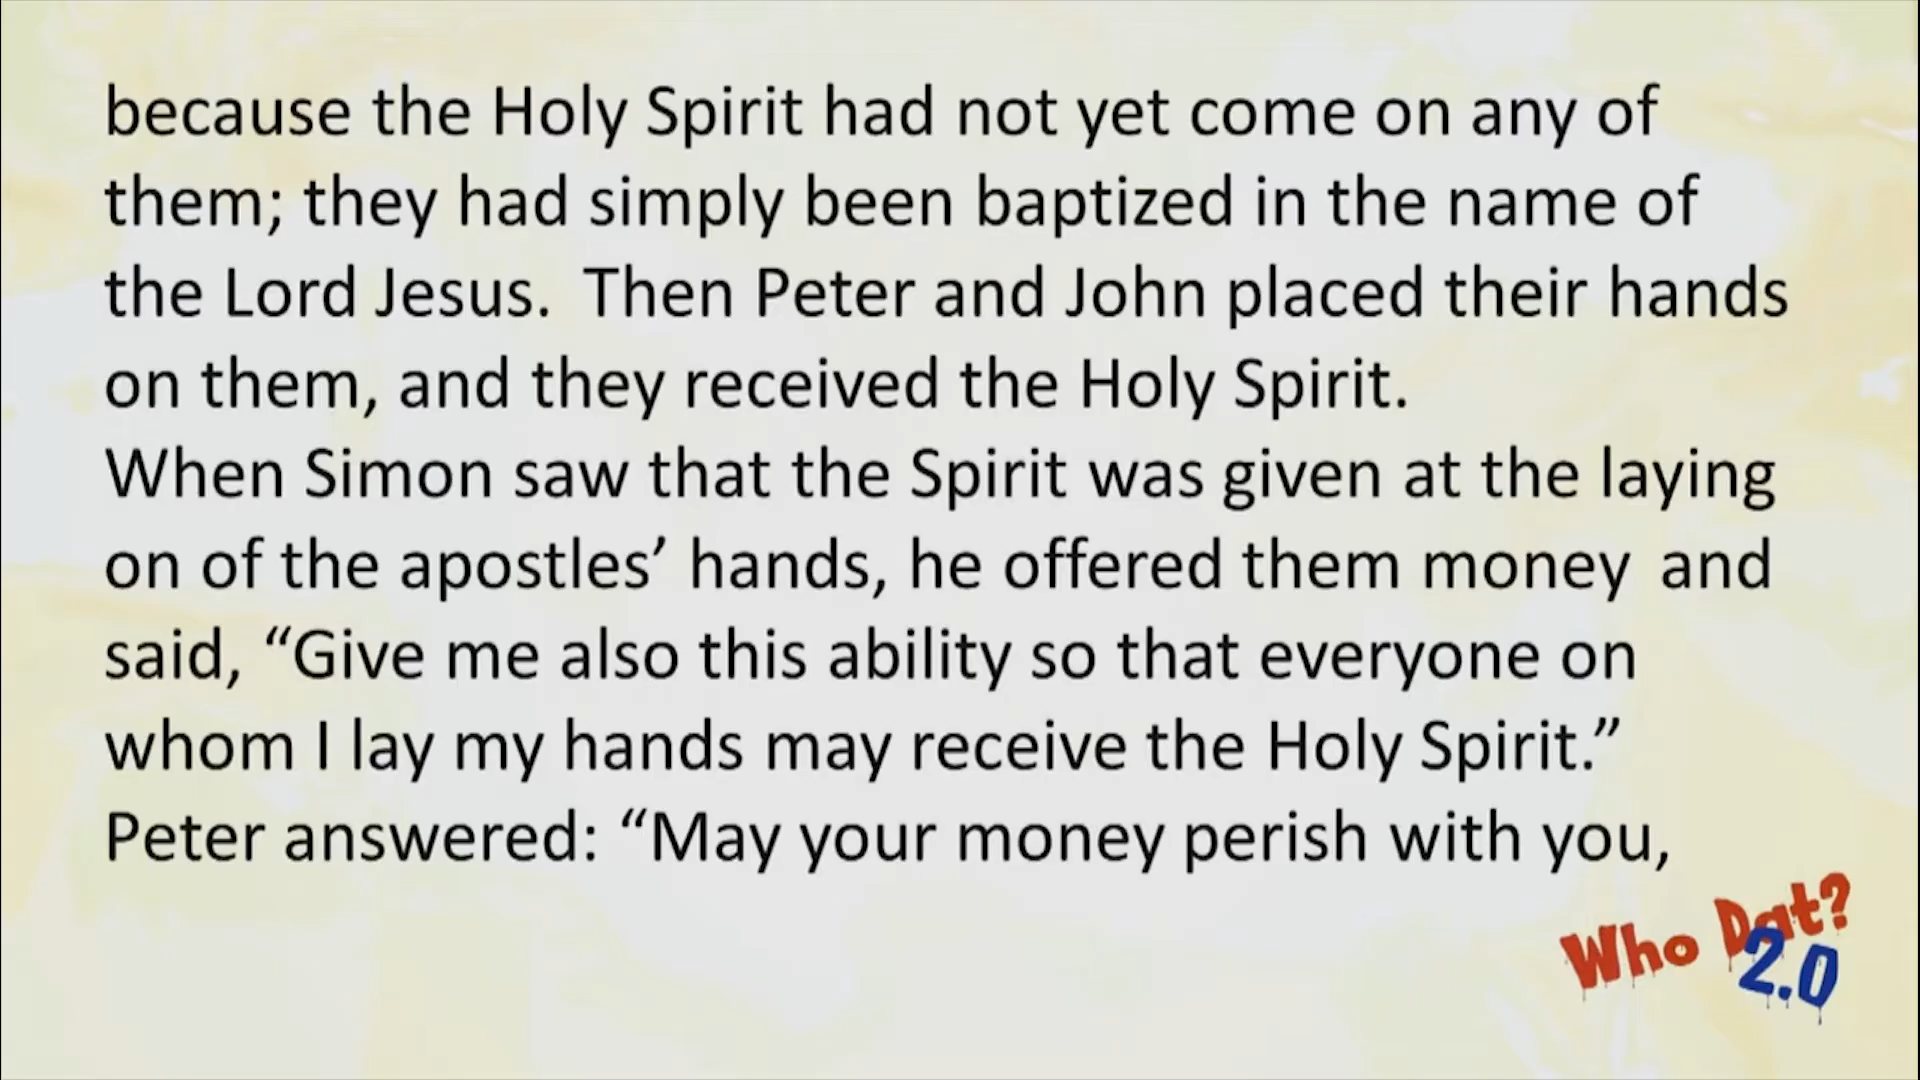 because the Holy Spirit had not yet come on any of
them; they had simply been baptized in the name of
the Lord Jesus.  Then Peter and John placed their hands
on them, and they received the Holy Spirit.
When Simon saw that the Spirit was given at the laying
on of the apostles’ hands, he offered them money  and
said, “Give me also this ability so that everyone on
whom I lay my hands may receive the Holy Spirit.”
Peter answered: “May your money perish with you,
Who Dat?
2.0